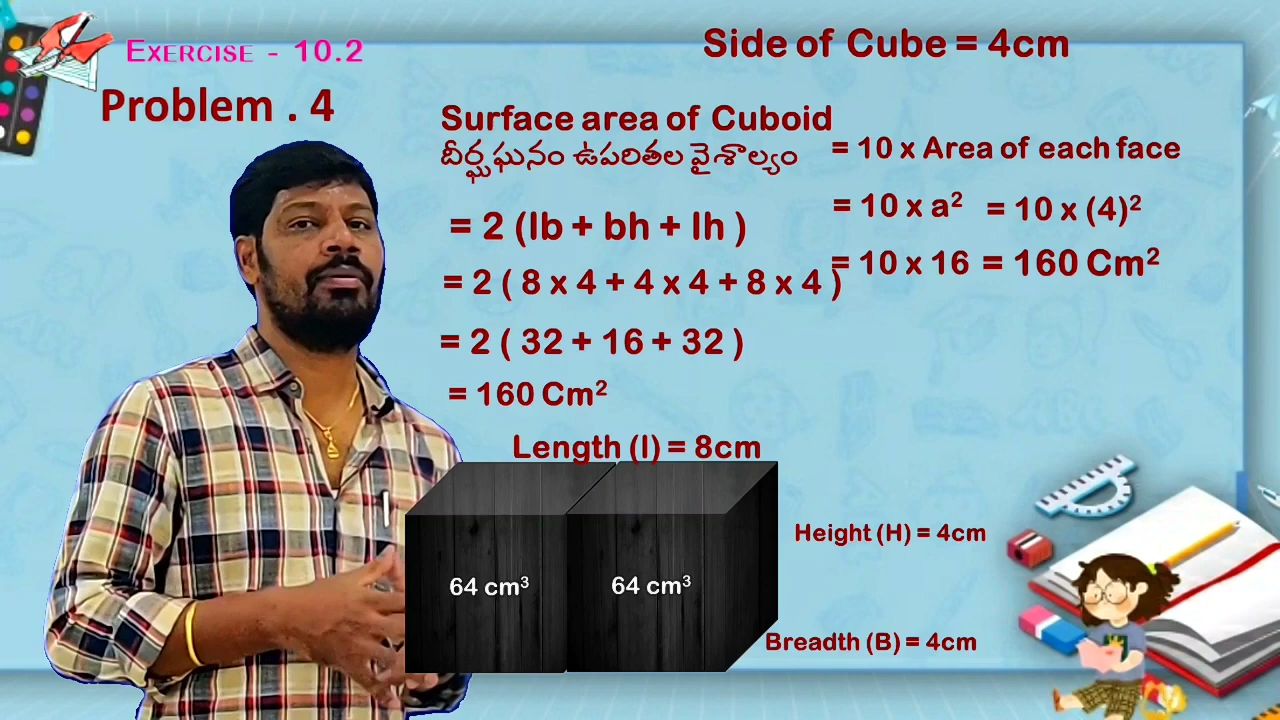 EXERCISE - 10.2
Problem . 4
Side of Cube = 4cm
Surface area of Cuboid
దీర్ఘఘనం ఉపరితల వైశాల్యం
= 2 (lb + bh + lh )
= 2 ( 8 x 4 + 4 x 4 + 8 x 4 )
= 2 ( 32 + 16 + 32 )
= 160 Cm²
= 10 x Area of each face
= 10 x a² = 10 x (4)²
= 10 x 16 = 160 Cm²
Length (l) = 8cm
64 cm³ 64 cm³
Height (H) = 4cm
Breadth (B) = 4cm